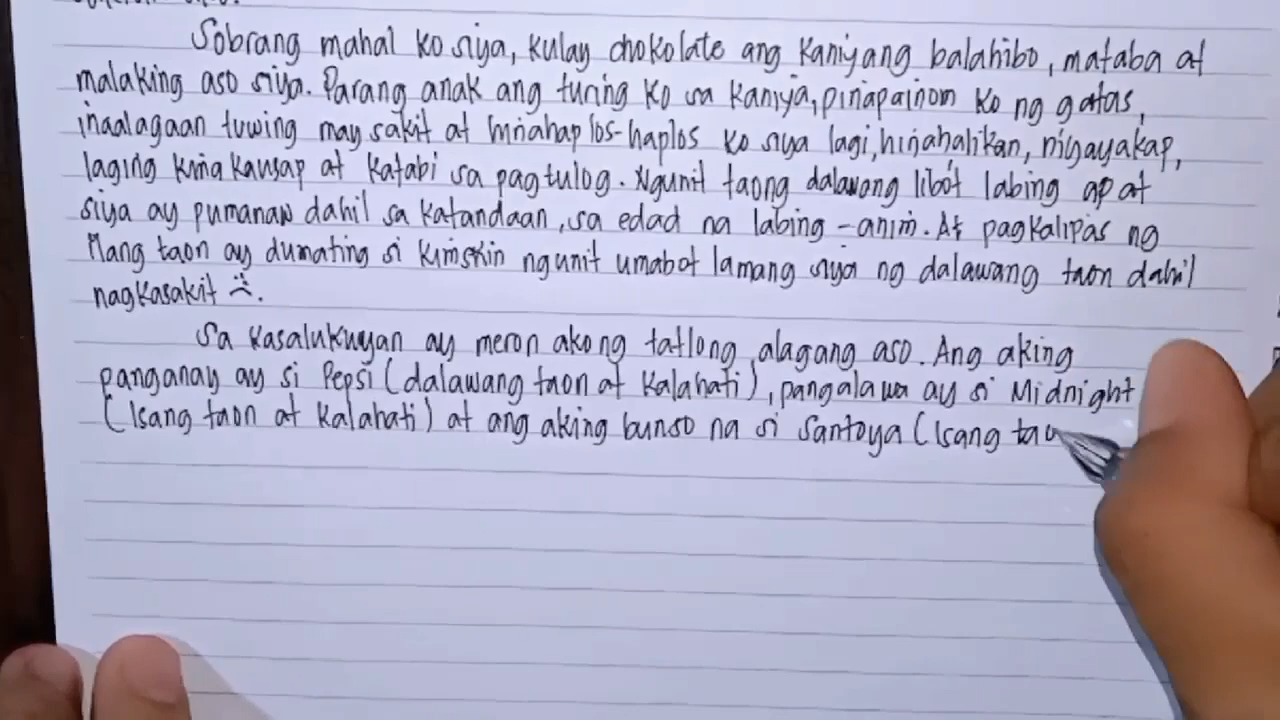 Sobrang mahal ko siya, kulay chokolate ang kaniyang balahibo, mataba at
malaking aso siya. Parang anak ang turing ko sa kaniya, pinapainom ko ng gatas,
inaalagaan tuwing may sakit at hinahaplos-haplos ko siya lagi, hinahalikan, niyayakap,
laging kinakausap at katabi sa pagtulog. Ngunit taong dalawong libot labing apat
siya ay pumanaw dahil sa katandaan, sa edad na labing-anim. At pagkalipas ng
ilang taon ay dumating si ngunit umabot lamang siya ng dalawang taon dahil
nagkasakit :(.
Sa kasalukuyan ay meron akong tatlong alagang aso. Ang aking
panganay ay si Pepsi (dalawang taon at kalahati), pangalawa ay si Midnight
(Isang taon at kalahati) at ang aking bunso na si Santoya (Isang tao